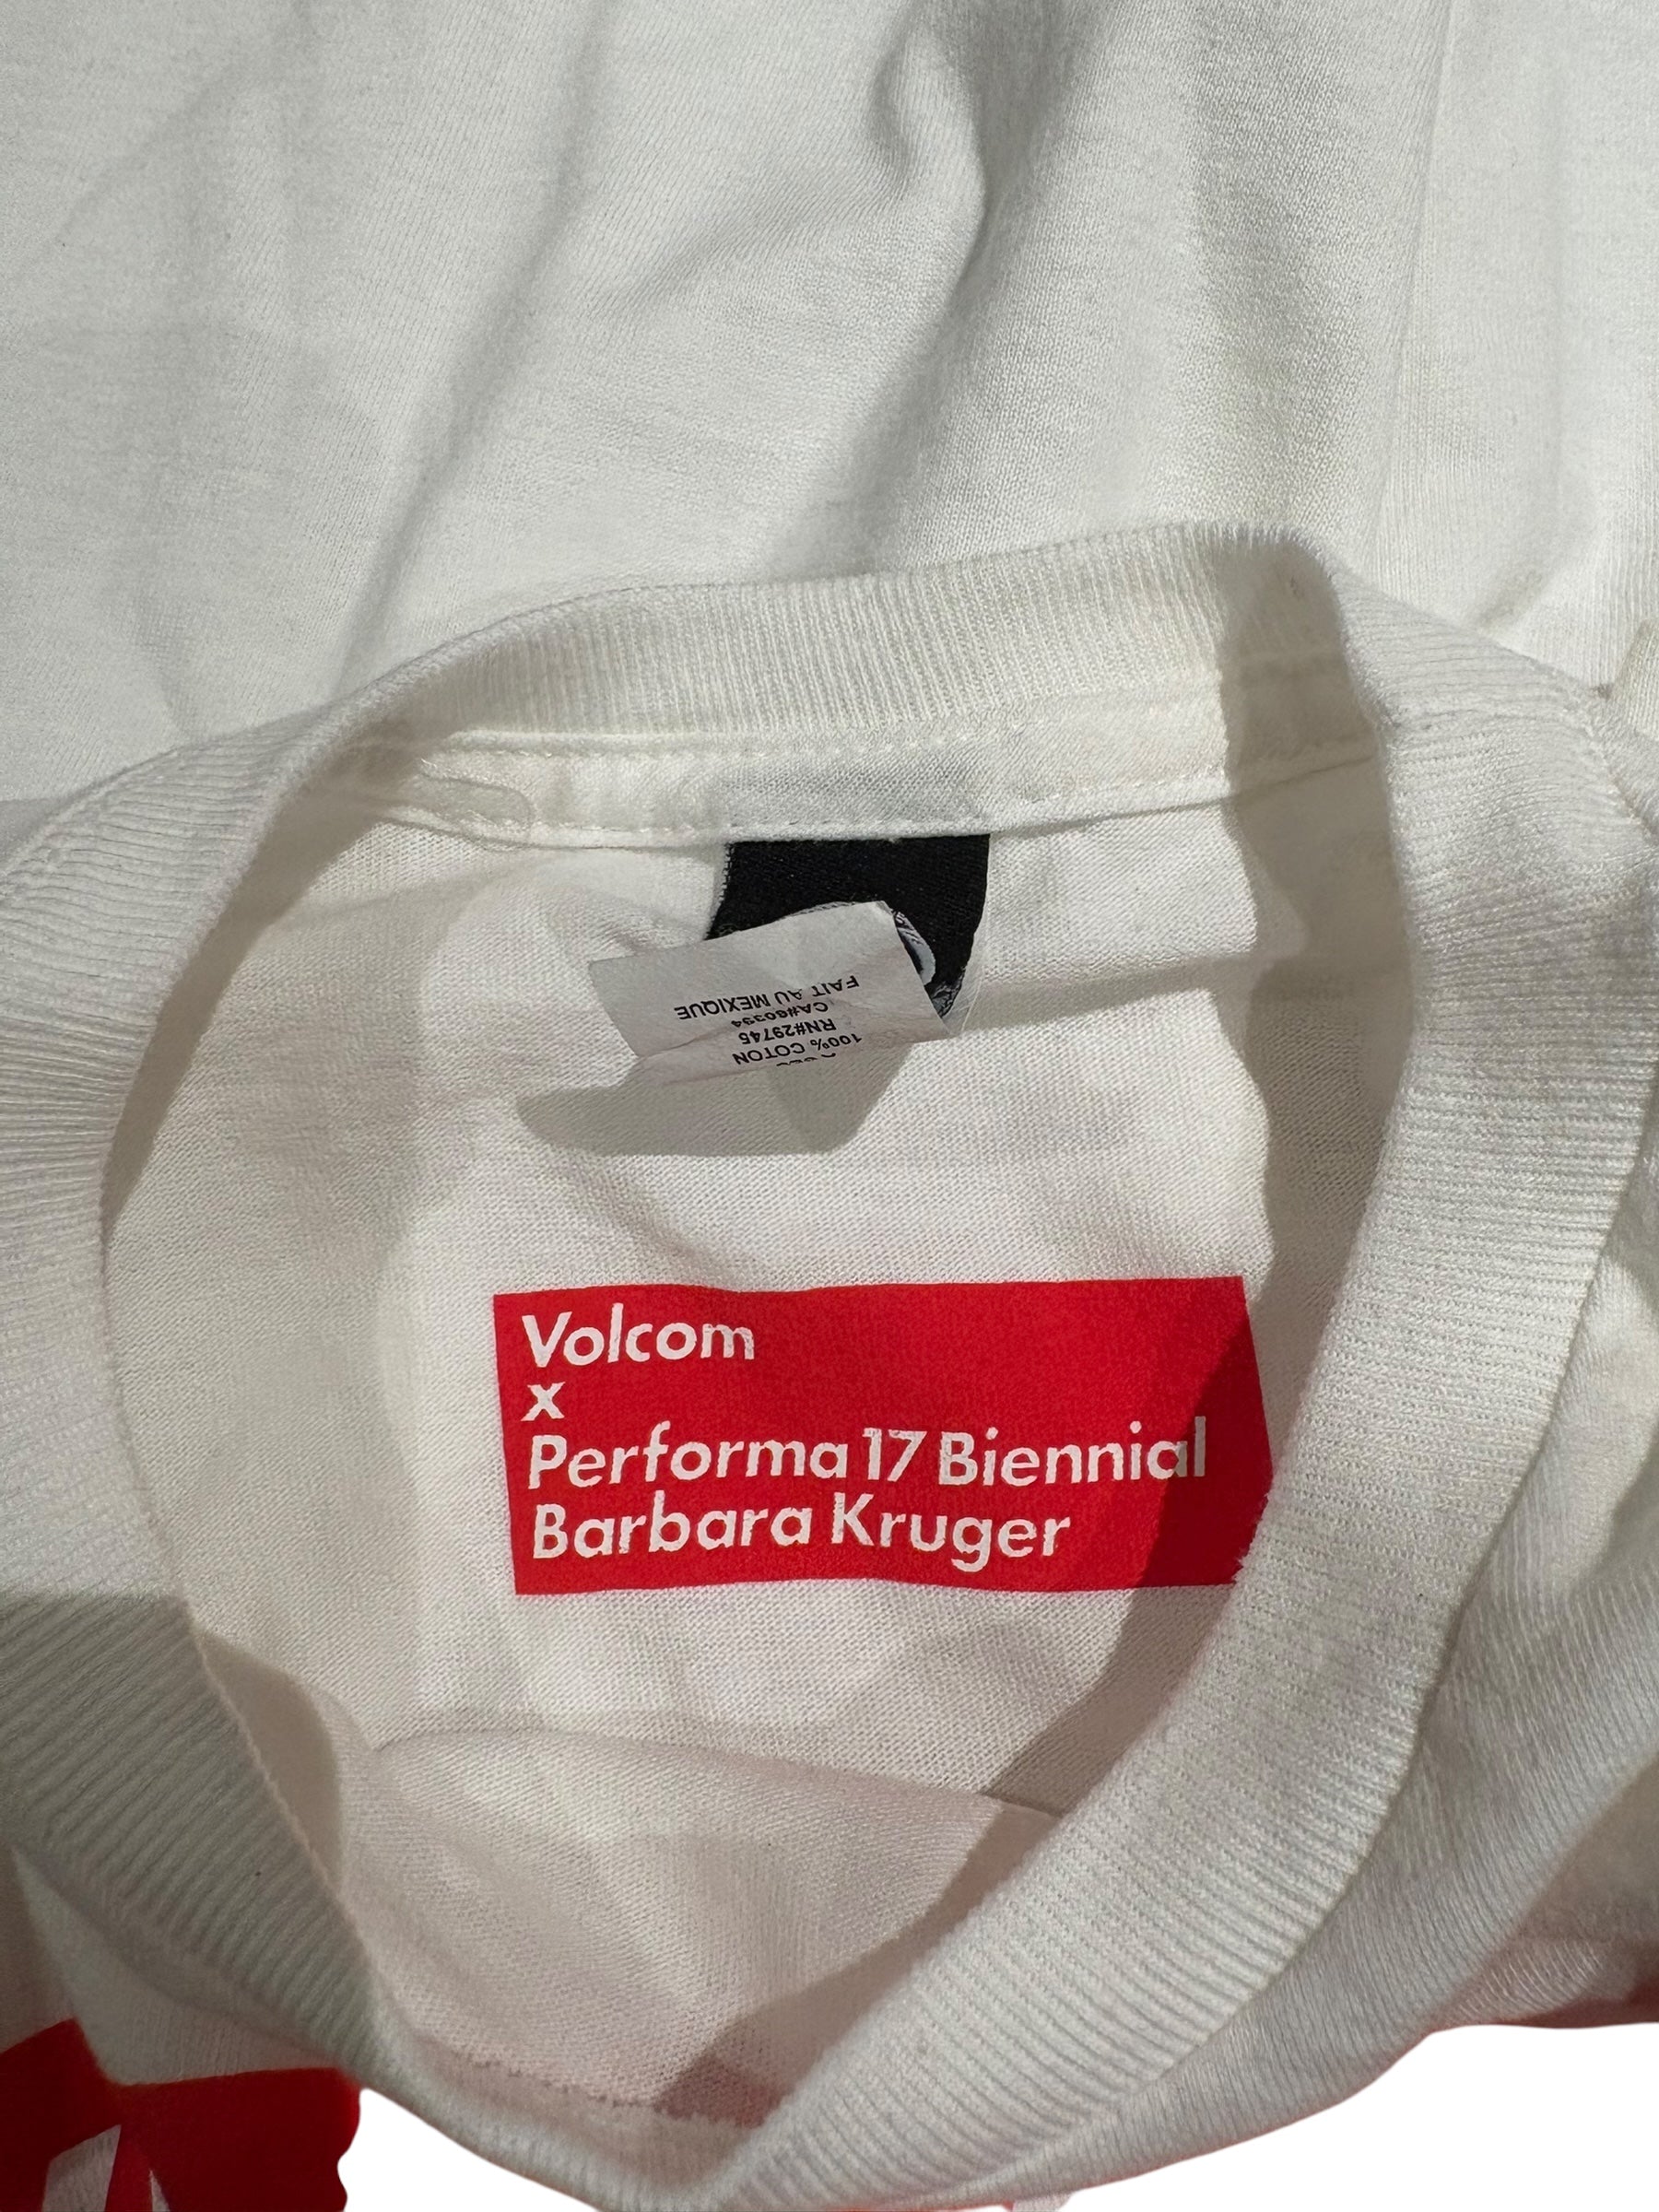 FAIT AU MEXIQUE
CA#60394
RN#29745
100% COTON
Volcom
x
Performa 17 Biennial
Barbara Kruger